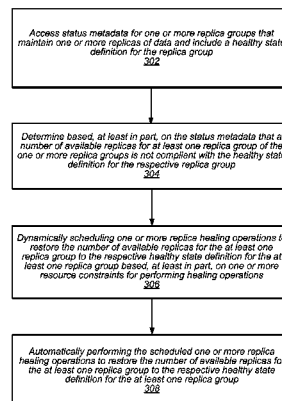 Access status metadata for one or more replica groups that
maintain one or more replicas of data and include a healthy state
definition for the replica group
302
Determine based, at least in part, on the status metadata that a
number of available replicas for at least one replica group of the
one or more replica groups is not compliant with the healthy state
definition for the respective replica group
304
Dynamically scheduling one or more replica healing operations to
restore the number of available replicas for the at least one
replica group to the respective healthy state definition for the at
least one replica group based, at least in part, on one or more
resource constraints for performing healing operations
306
Automatically performing the scheduled one or more replica
healing operations to restore the number of available replicas for
the at least one replica group to the respective healthy state
definition for the at least one replica group
308